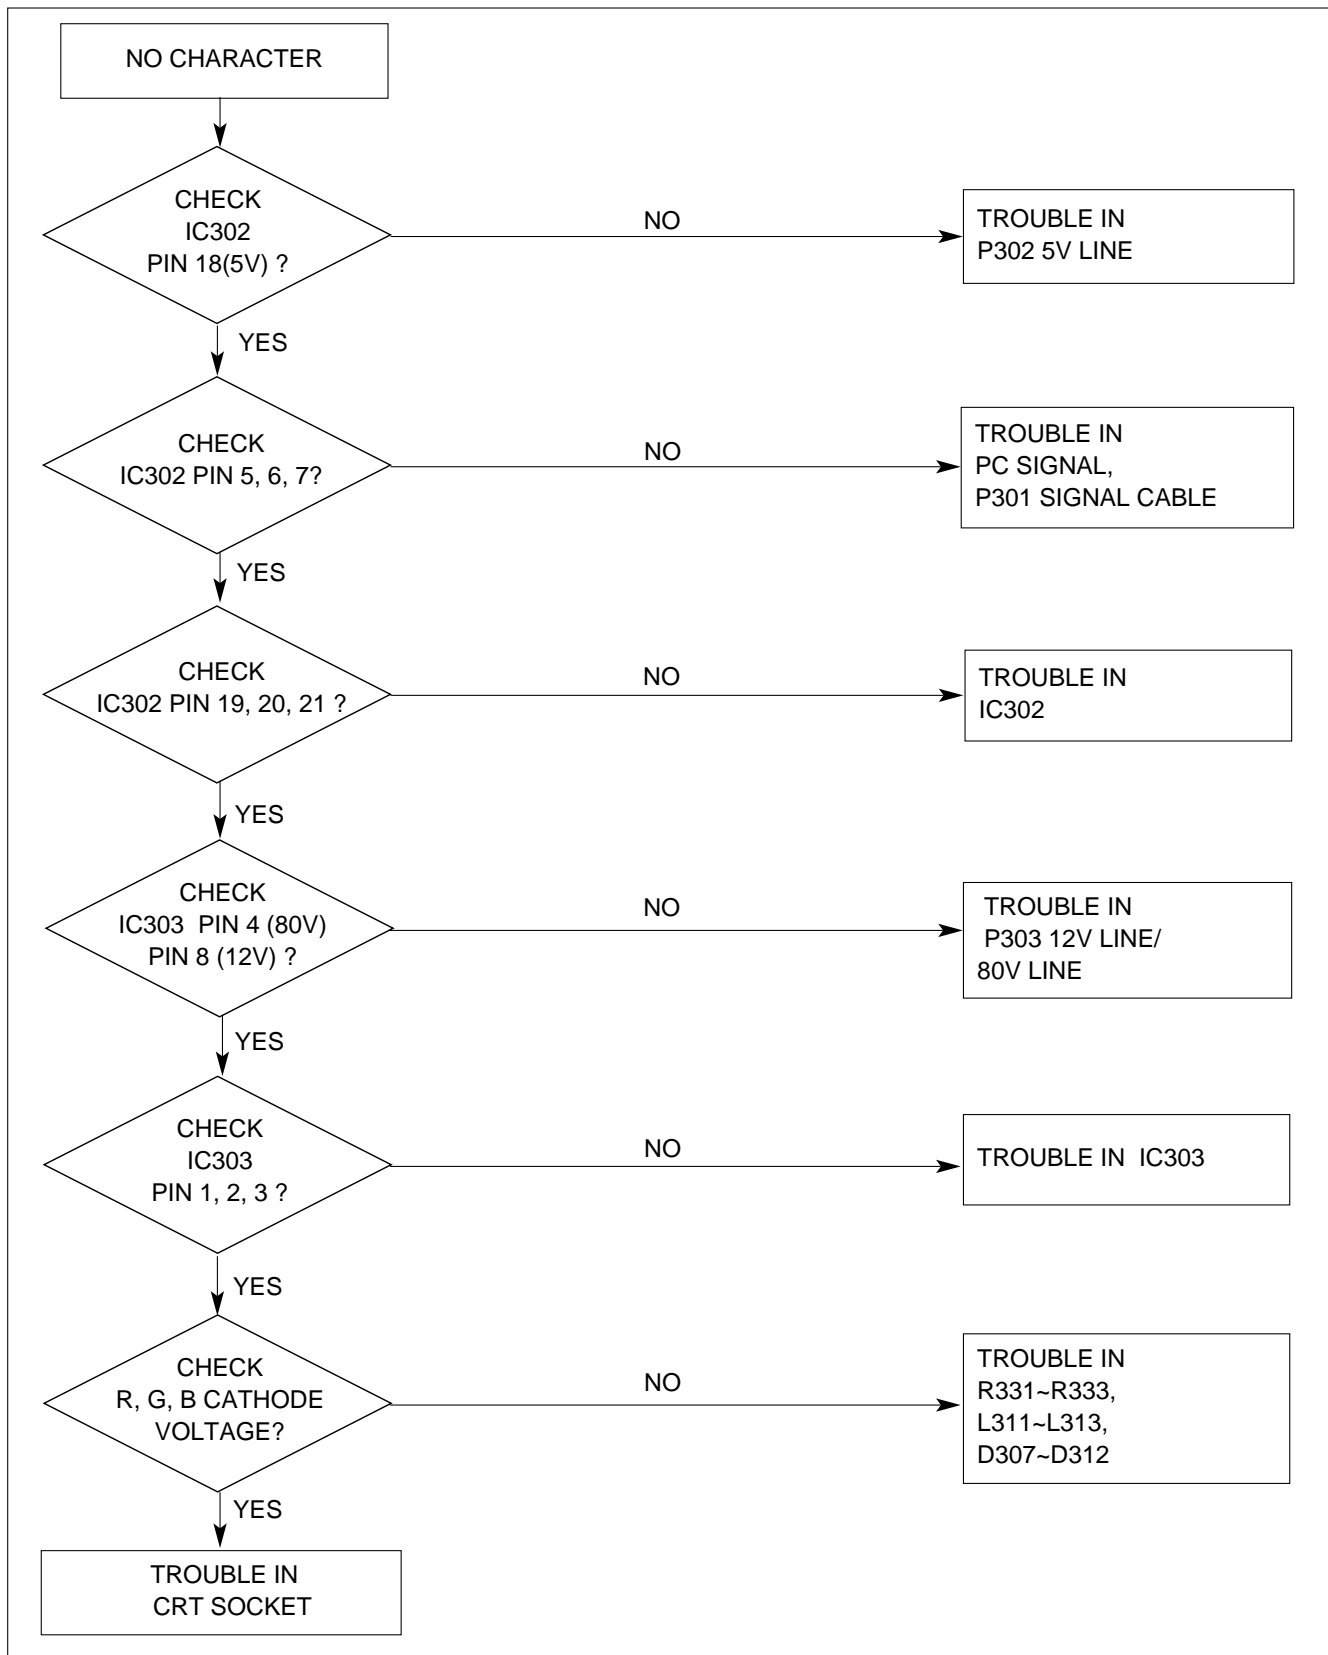 NO CHARACTER
CHECK
IC302
PIN 18(5V) ?
NO
TROUBLE IN
P302 5V LINE
YES
CHECK
IC302 PIN 5, 6, 7?
NO
TROUBLE IN
PC SIGNAL,
P301 SIGNAL CABLE
YES
CHECK
IC302 PIN 19, 20, 21 ?
NO
TROUBLE IN
IC302
YES
CHECK
IC303 PIN 4 (80V)
PIN 8 (12V) ?
NO
TROUBLE IN
P303 12V LINE/
80V LINE
YES
CHECK
IC303
PIN 1, 2, 3 ?
NO
TROUBLE IN IC303
YES
CHECK
R, G, B CATHODE
VOLTAGE?
NO
TROUBLE IN
R331~R333,
L311~L313,
D307~D312
YES
TROUBLE IN
CRT SOCKET